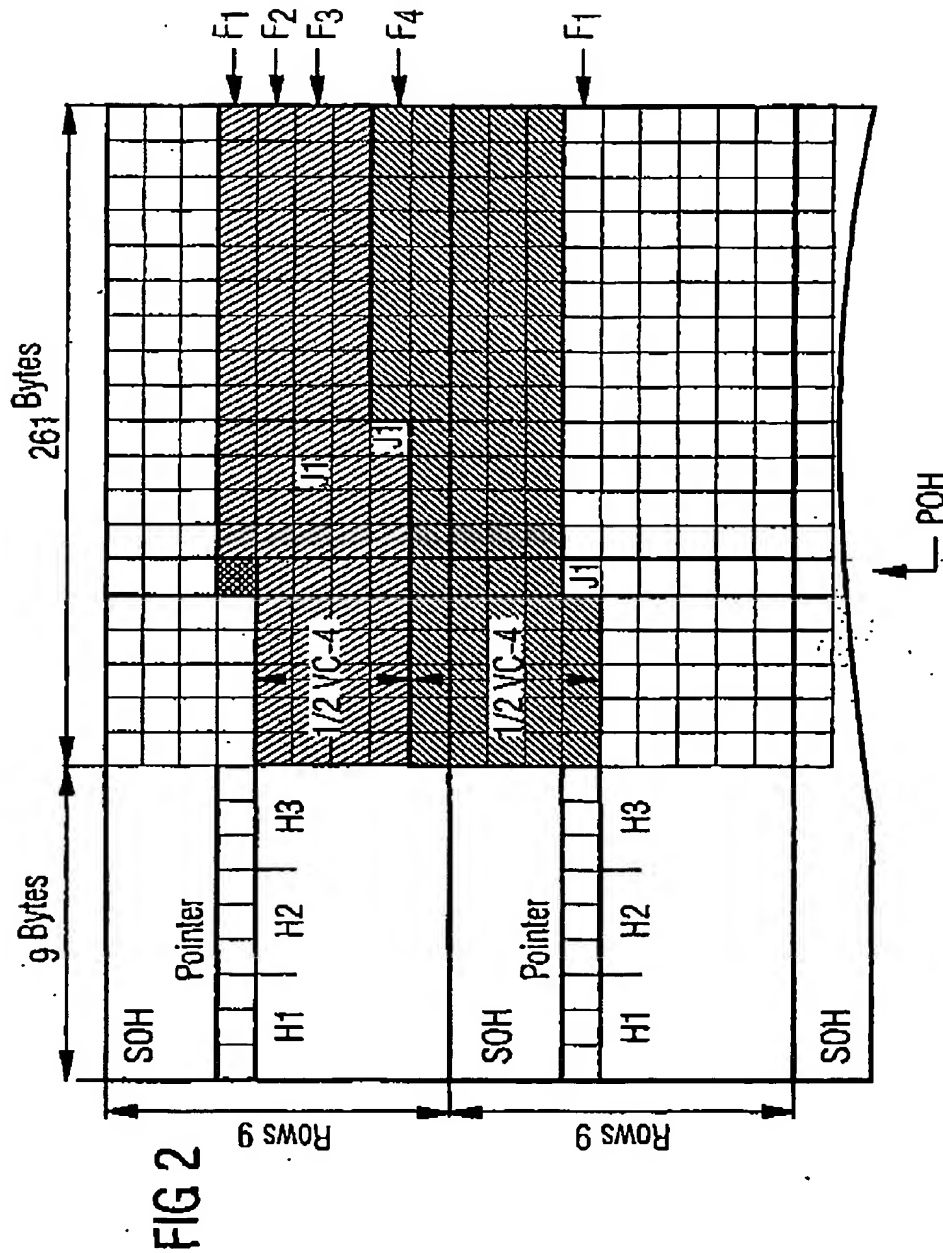 FIG 2
9 Bytes
261 Bytes
Rows 9
Rows 9
SOH
Pointer
H1 H2 H3
SOH
Pointer
H1 H2 H3
SOH
1/2 VC-4
1/2 VC-4
J1
J1
J1
F1
F2
F3
F4
F1
POH